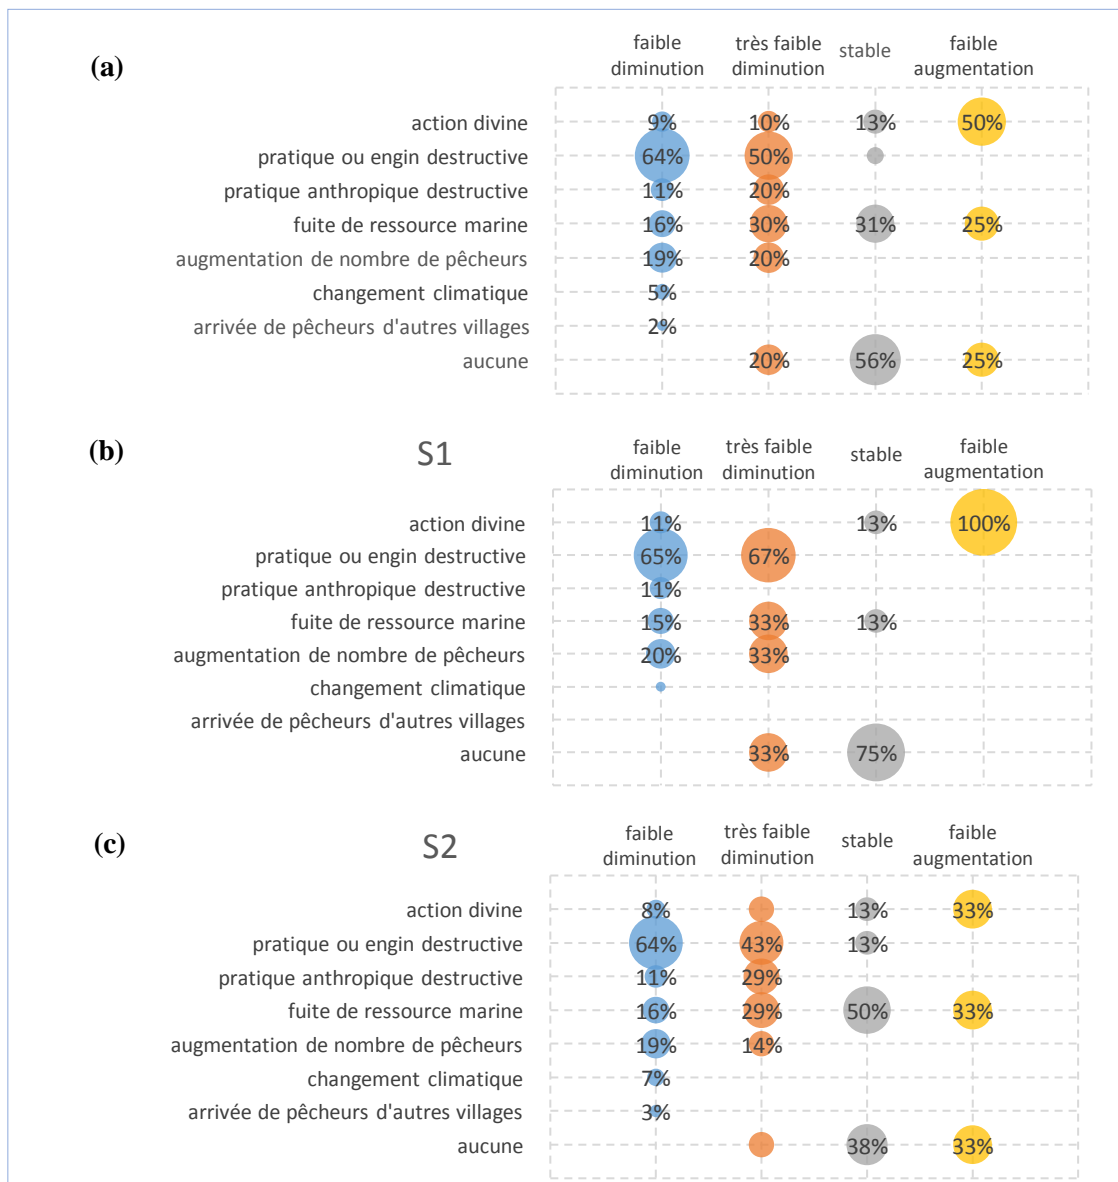 (a)
faible
diminution
très faible
diminution
stable
faible
augmentation
action divine 9% 10% 13% 50%
pratique ou engin destructive 64% 50%
pratique anthropique destructive 11% 20%
fuite de ressource marine 16% 30% 31% 25%
augmentation de nombre de pêcheurs 19% 20%
changement climatique 5%
arrivée de pêcheurs d'autres villages 2%
aucune 20% 56% 25%
(b)
S1
faible
diminution
très faible
diminution
stable
faible
augmentation
action divine 11% 13% 100%
pratique ou engin destructive 65% 67%
pratique anthropique destructive 11%
fuite de ressource marine 15% 33% 13%
augmentation de nombre de pêcheurs 20% 33%
changement climatique
arrivée de pêcheurs d'autres villages
aucune 33% 75%
(c)
S2
faible
diminution
très faible
diminution
stable
faible
augmentation
action divine 8% 13% 33%
pratique ou engin destructive 64% 43% 13%
pratique anthropique destructive 11% 29%
fuite de ressource marine 16% 29% 50% 33%
augmentation de nombre de pêcheurs 19% 14%
changement climatique 7%
arrivée de pêcheurs d'autres villages 3%
aucune 38% 33%